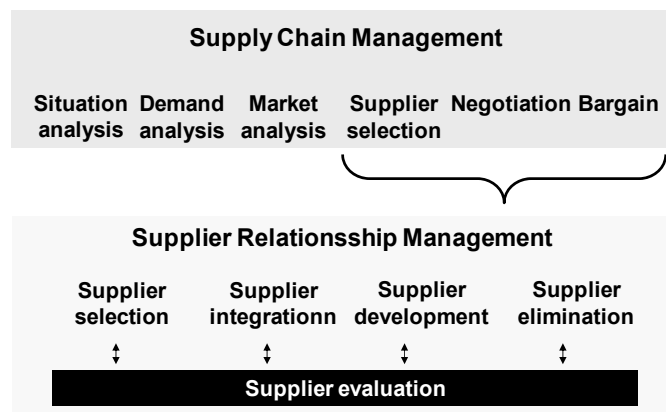 Supply Chain Management
Situation Demand Market Supplier Negotiation Bargain
analysis analysis analysis selection
Supplier Relationsship Management
Supplier Supplier Supplier Supplier
selection integrationn development elimination
Supplier evaluation